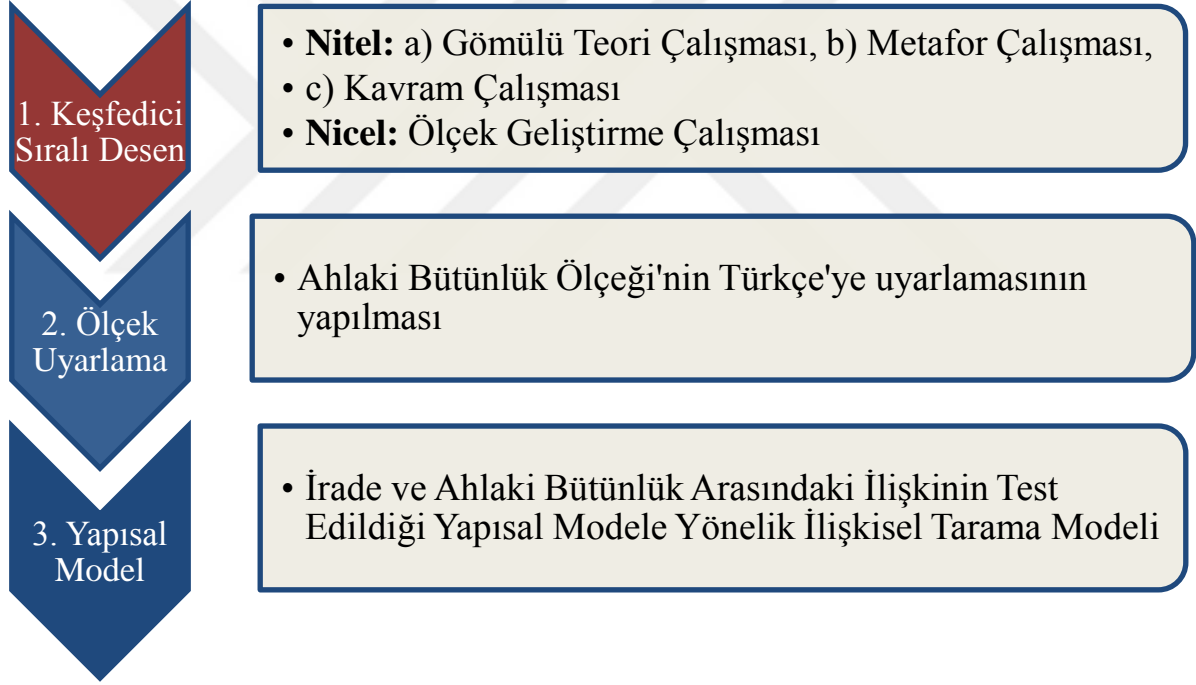 1. Keşfedici
Sıralı Desen
• Nitel: a) Gömülü Teori Çalışması, b) Metafor Çalışması,
• c) Kavram Çalışması
• Nicel: Ölçek Geliştirme Çalışması
2. Ölçek
Uyarlama
• Ahlaki Bütünlük Ölçeği'nin Türkçe'ye uyarlamasının
yapılması
3. Yapısal
Model
• İrade ve Ahlaki Bütünlük Arasındaki İlişkinin Test
Edildiği Yapısal Modele Yönelik İlişkisel Tarama Modeli